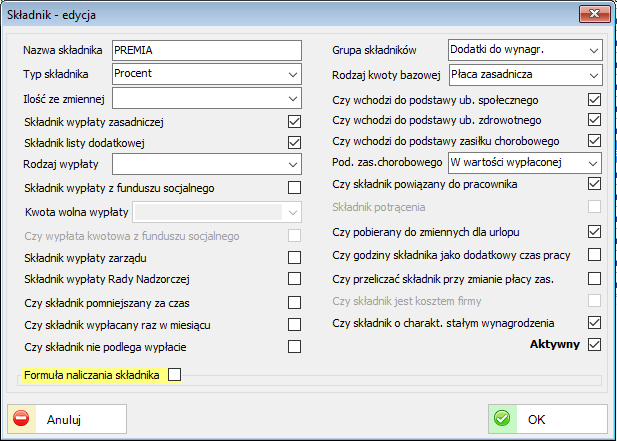 Składnik - edycja
Nazwa składnika PREMIA
Typ składnika Procent
Ilość ze zmiennej
Składnik wypłaty zasadniczej
Składnik listy dodatkowej
Rodzaj wypłaty
Składnik wypłaty z funduszu socjalnego
Kwota wolna wypłaty
Czy wypłata kwotowa z funduszu socjalnego
Składnik wypłaty zarządu
Składnik wypłaty Rady Nadzorczej
Czy składnik pomniejszany za czas
Czy składnik wypłacany raz w miesiącu
Czy składnik nie podlega wypłacie
Grupa składników Dodatki do wynagr.
Rodzaj kwoty bazowej Płaca zasadnicza
Czy wchodzi do podstawy ub. społecznego
Czy wchodzi do podstawy ub. zdrowotnego
Czy wchodzi do podstawy zasiłku chorobowego
Pod. zas.chorobowego W wartości wypłaconej
Czy składnik powiązany do pracownika
Składnik potrącenia
Czy pobierany do zmiennych dla urlopu
Czy godziny składnika jako dodatkowy czas pracy
Czy przeliczać składnik przy zmianie płacy zas.
Czy składnik jest kosztem firmy
Czy składnik o charakt. stałym wynagrodzenia
Aktywny
Formuła naliczania składnika
Anuluj
OK